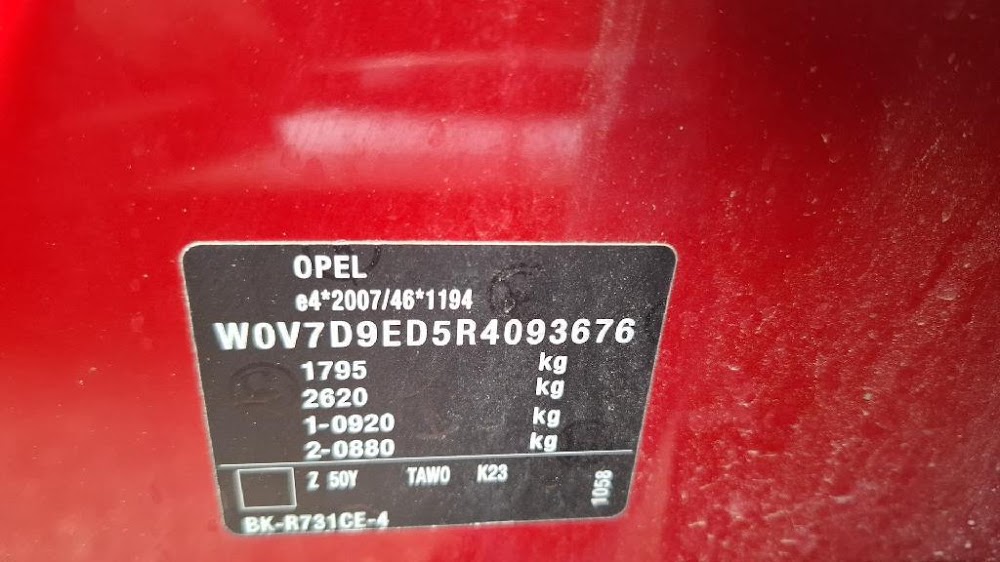 OPEL
e4*2007/46*1194
W0V7D9ED5R4093676
1795 kg
2620 kg
1-0920 kg
2-0880 kg
Z 50Y TAWO K23 1058
BK-R731CE-4